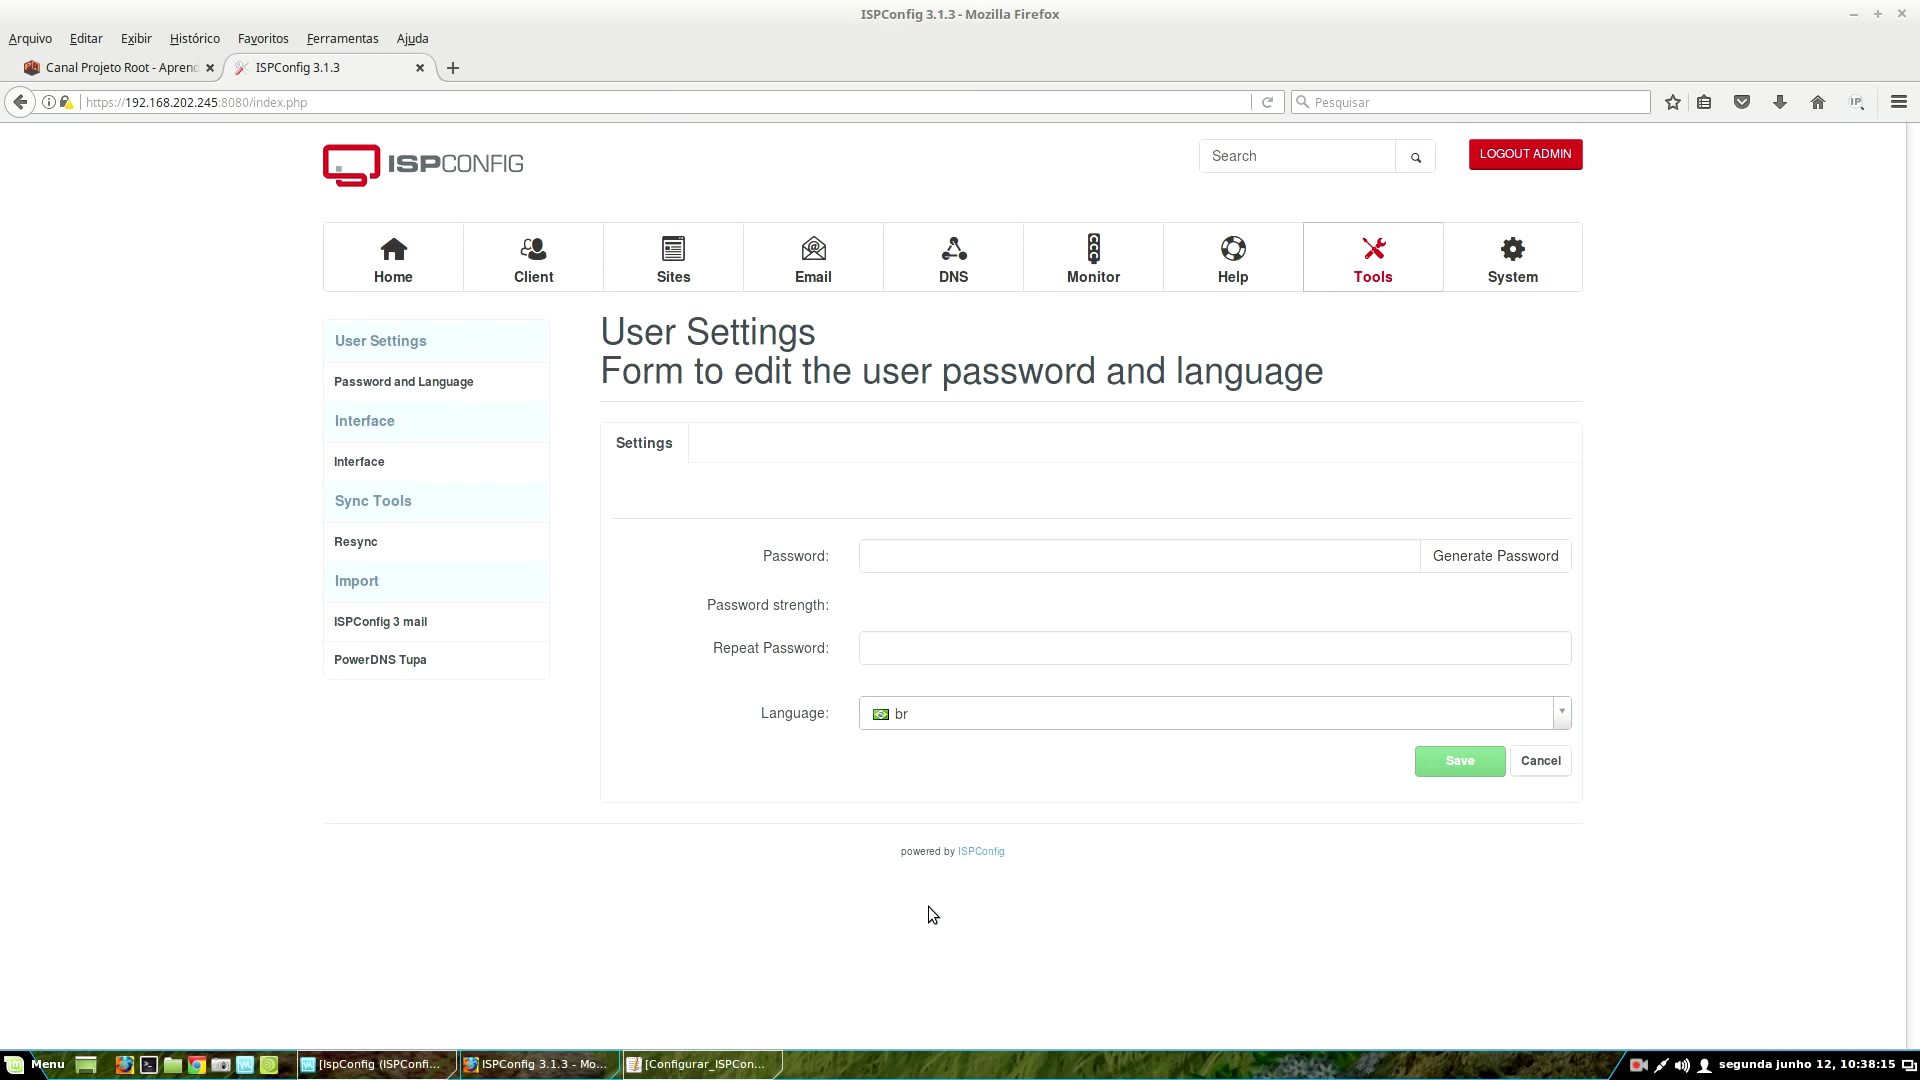 ISPConfig 3.1.3 - Mozilla Firefox
Arquivo Editar Exibir Histórico Favoritos Ferramentas Ajuda
Canal Projeto Root - Aprend ISPConfig 3.1.3
https://192.168.202.245:8080/index.php Pesquisar
ISPCONFIG Search LOGOUT ADMIN
Home Client Sites Email DNS Monitor Help Tools System
User Settings
Password and Language
Interface
Interface
Sync Tools
Resync
Import
ISPConfig 3 mail
PowerDNS Tupa
User Settings
Form to edit the user password and language
Settings
Password: Generate Password
Password strength:
Repeat Password:
Language: br
Save Cancel
powered by ISPConfig
Menu [IspConfig (ISPConfi... ISPConfig 3.1.3 - Mo... [Configurar_ISPCon... segunda junho 12, 10:38:15